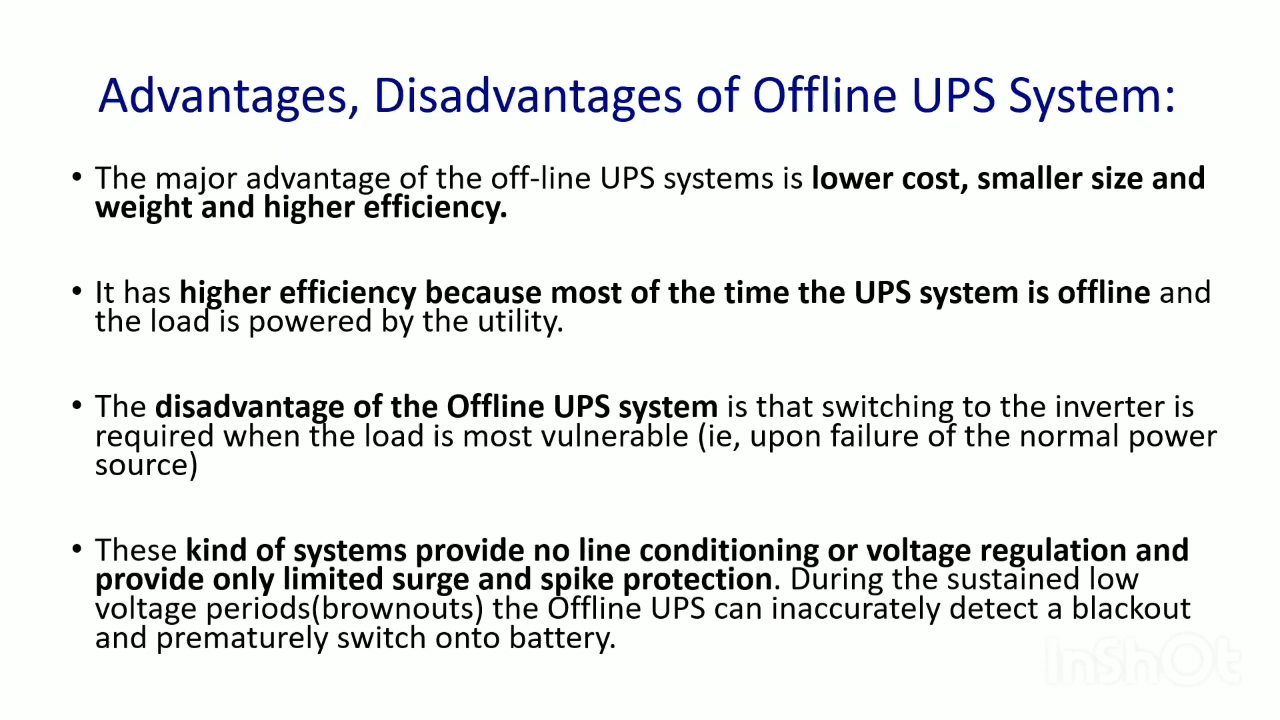 Advantages, Disadvantages of Offline UPS System:
• The major advantage of the off-line UPS systems is lower cost, smaller size and
weight and higher efficiency.
• It has higher efficiency because most of the time the UPS system is offline and
the load is powered by the utility.
• The disadvantage of the Offline UPS system is that switching to the inverter is
required when the load is most vulnerable (ie, upon failure of the normal power
source)
• These kind of systems provide no line conditioning or voltage regulation and
provide only limited surge and spike protection. During the sustained low
voltage periods(brownouts) the Offline UPS can inaccurately detect a blackout
and prematurely switch onto battery.
InShOt